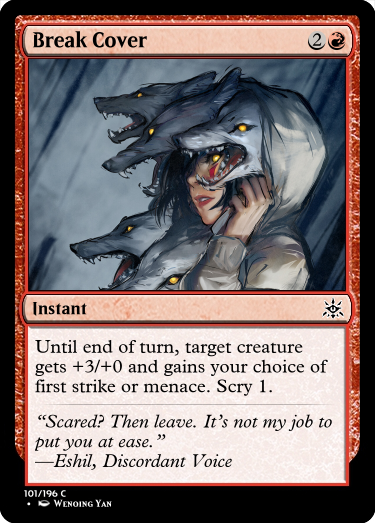 Break Cover
2
Instant
Until end of turn, target creature
gets +3/+0 and gains your choice of
first strike or menace. Scry 1.
“Scared? Then leave. It’s not my job to
put you at ease.”
—Eshil, Discordant Voice
101/196 C
• Wenqing Yan